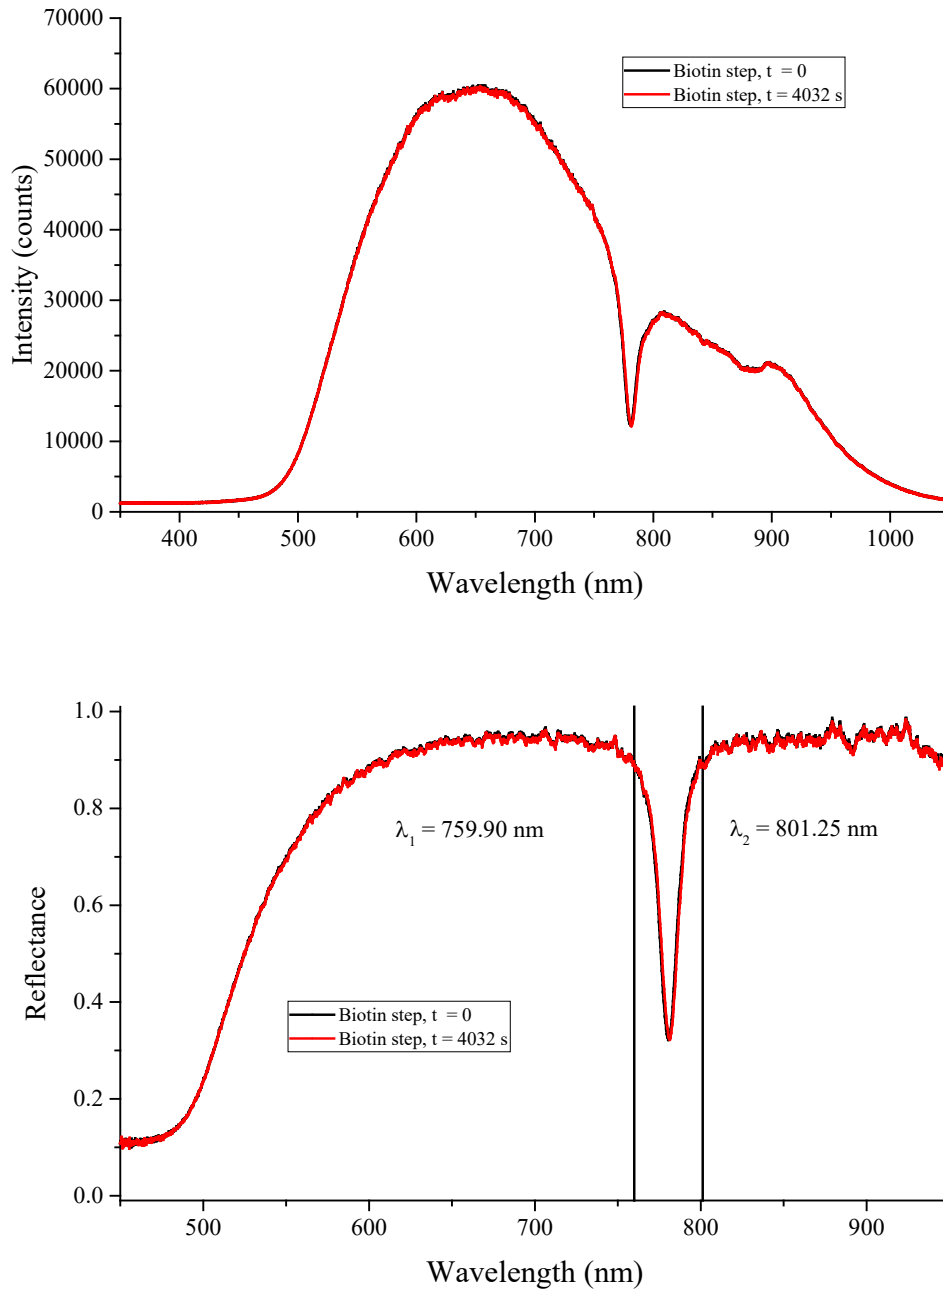 70000
60000
50000
40000
30000
20000
10000
0
Intensity (counts)
Biotin step, t = 0
Biotin step, t = 4032 s
400 500 600 700 800 900 1000
Wavelength (nm)
1.0
0.8
0.6
0.4
0.2
0.0
Reflectance
λ1 = 759.90 nm
λ2 = 801.25 nm
Biotin step, t = 0
Biotin step, t = 4032 s
500 600 700 800 900
Wavelength (nm)